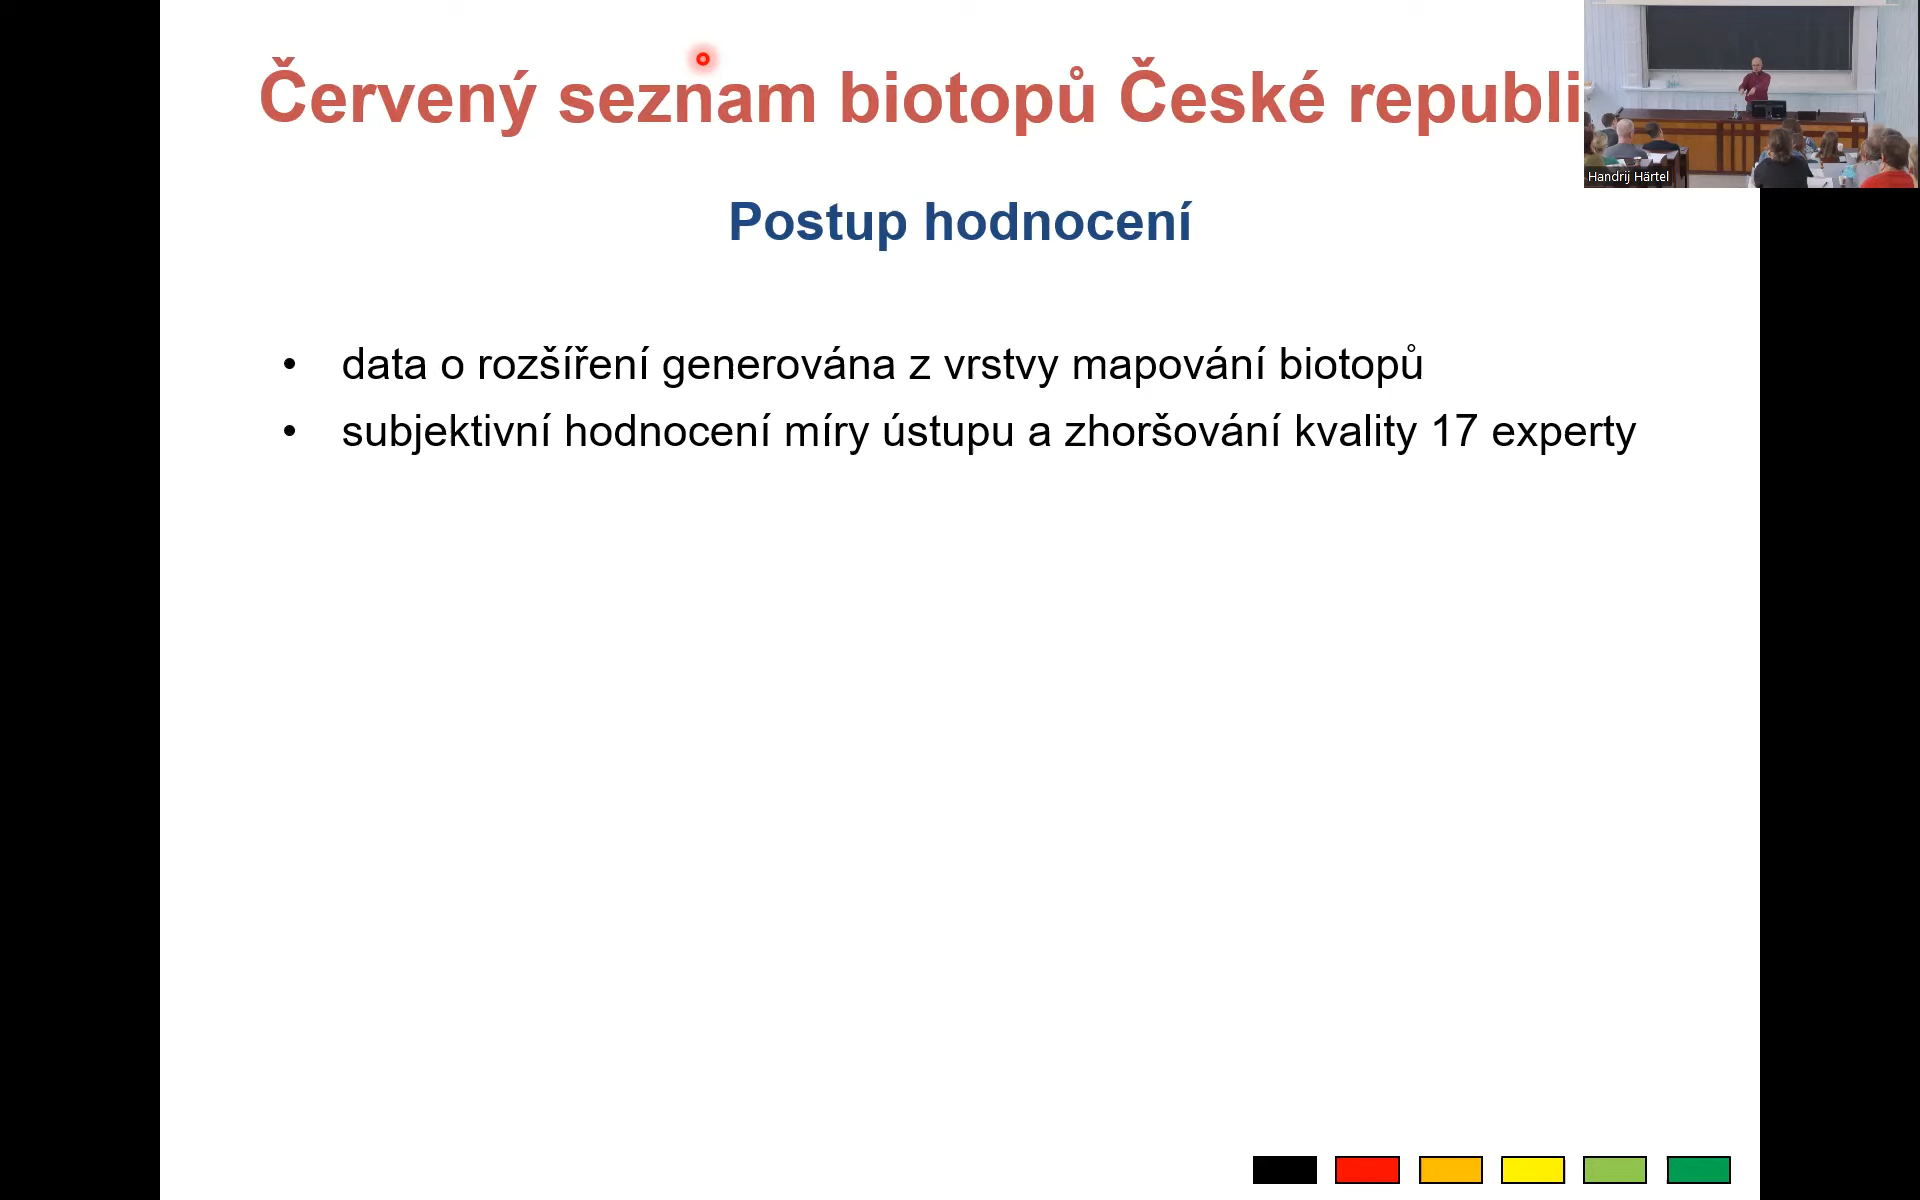 Červený seznam biotopů České republi
Handrij Härtel
Postup hodnocení
• data o rozšíření generována z vrstvy mapování biotopů
• subjektivní hodnocení míry ústupu a zhoršování kvality 17 experty